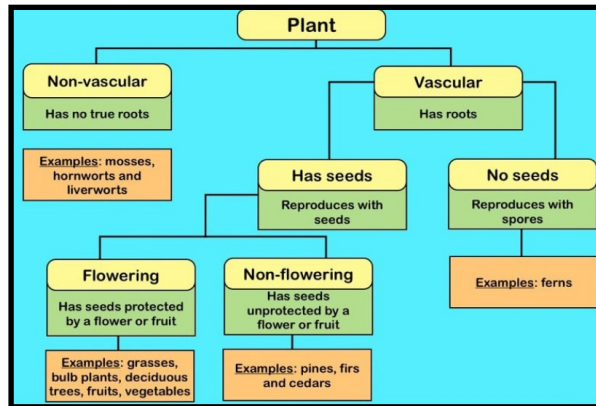 Plant
Non-vascular
Has no true roots
Examples: mosses,
hornworts and
liverworts
Vascular
Has roots
Has seeds
Reproduces with
seeds
No seeds
Reproduces with
spores
Examples: ferns
Flowering
Has seeds protected
by a flower or fruit
Examples: grasses,
bulb plants, deciduous
trees, fruits, vegetables
Non-flowering
Has seeds
unprotected by a
flower or fruit
Examples: pines, firs
and cedars